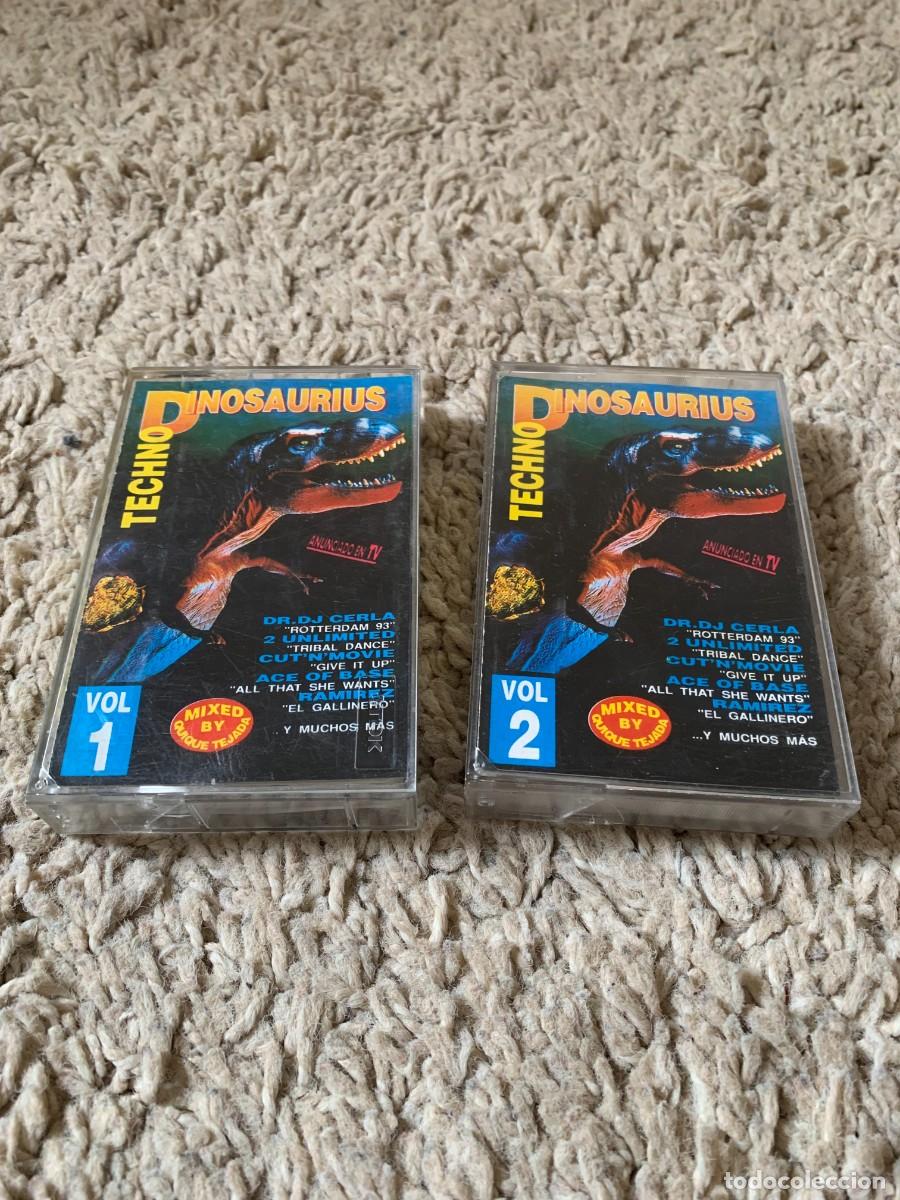 TECHNO DINOSAURIUS
ANUNCIADO EN TV
DR.DJ CERLA
"ROTTERDAM 93"
2 UNLIMITED
"TRIBAL DANCE"
CUT'N'MOVIE
"GIVE IT UP"
ACE OF BASE
"ALL THAT SHE WANTS"
RAMIREZ
"EL GALLINERO"
...Y MUCHOS MÁS
VOL
1
MIXED
BY
QUIQUE TEJADA
TECHNO DINOSAURIUS
ANUNCIADO EN TV
DR.DJ CERLA
"ROTTERDAM 93"
2 UNLIMITED
"TRIBAL DANCE"
CUT'N'MOVIE
"GIVE IT UP"
ACE OF BASE
"ALL THAT SHE WANTS"
RAMIREZ
"EL GALLINERO"
...Y MUCHOS MÁS
VOL
2
MIXED
BY
QUIQUE TEJADA
todocoleccion